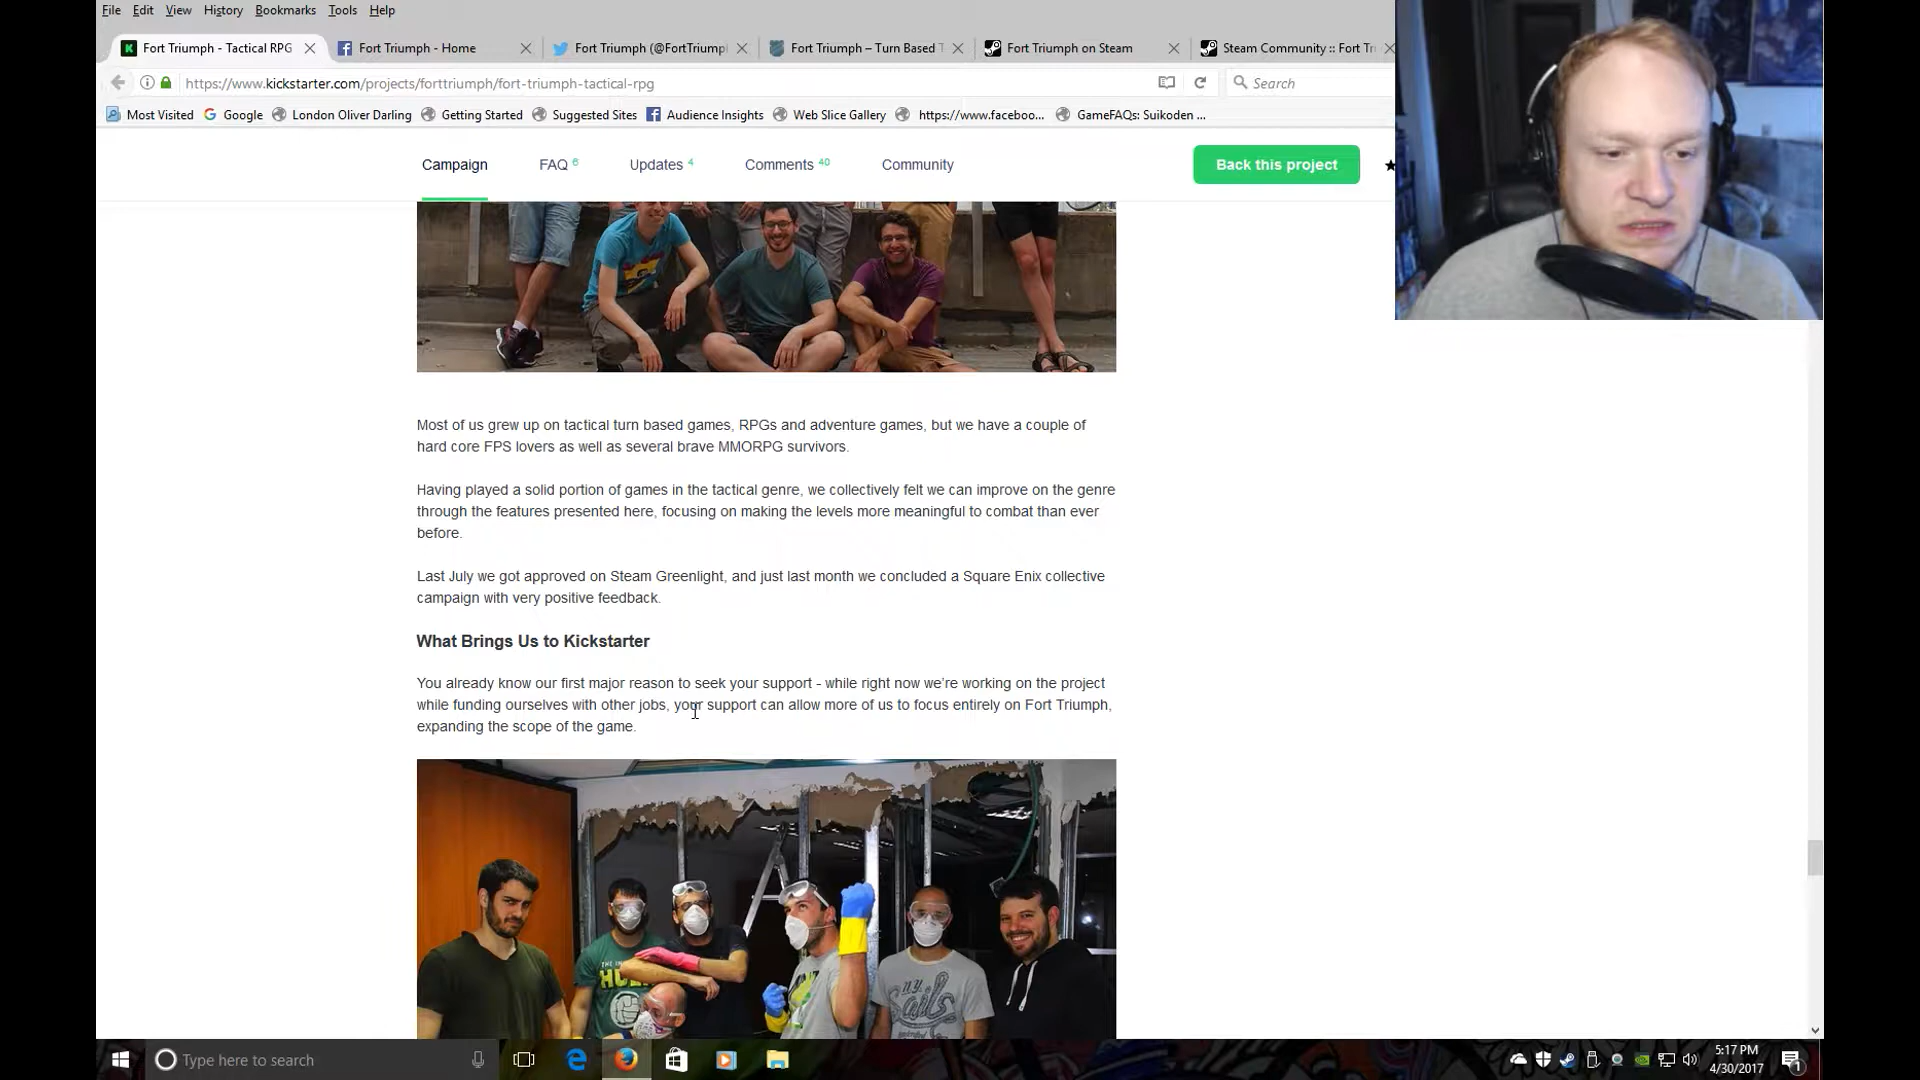 File Edit View History Bookmarks Tools Help
Fort Triumph - Tactical RPG
Fort Triumph - Home
Fort Triumph (@FortTriump
Fort Triumph – Turn Based T
Fort Triumph on Steam
Steam Community :: Fort Tri
https://www.kickstarter.com/projects/forttriumph/fort-triumph-tactical-rpg
Search
Most Visited Google London Oliver Darling Getting Started Suggested Sites Audience Insights Web Slice Gallery https://www.faceboo... GameFAQs: Suikoden ...
Campaign FAQ 6 Updates 4 Comments 40 Community Back this project
Most of us grew up on tactical turn based games, RPGs and adventure games, but we have a couple of
hard core FPS lovers as well as several brave MMORPG survivors.
Having played a solid portion of games in the tactical genre, we collectively felt we can improve on the genre
through the features presented here, focusing on making the levels more meaningful to combat than ever
before.
Last July we got approved on Steam Greenlight, and just last month we concluded a Square Enix collective
campaign with very positive feedback.
What Brings Us to Kickstarter
You already know our first major reason to seek your support - while right now we're working on the project
while funding ourselves with other jobs, your support can allow more of us to focus entirely on Fort Triumph,
expanding the scope of the game.
Type here to search
5:17 PM
4/30/2017